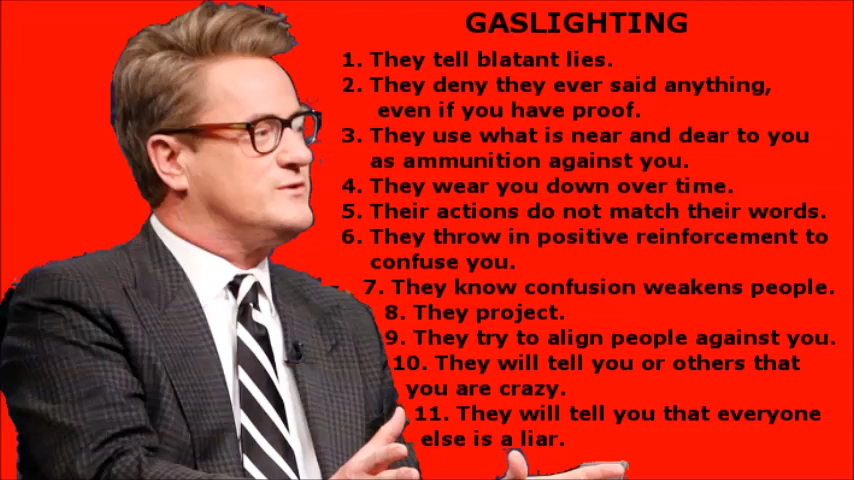 GASLIGHTING
1. They tell blatant lies.
2. They deny they ever said anything,
even if you have proof.
3. They use what is near and dear to you
as ammunition against you.
4. They wear you down over time.
5. Their actions do not match their words.
6. They throw in positive reinforcement to
confuse you.
7. They know confusion weakens people.
8. They project.
9. They try to align people against you.
10. They will tell you or others that
you are crazy.
11. They will tell you that everyone
else is a liar.